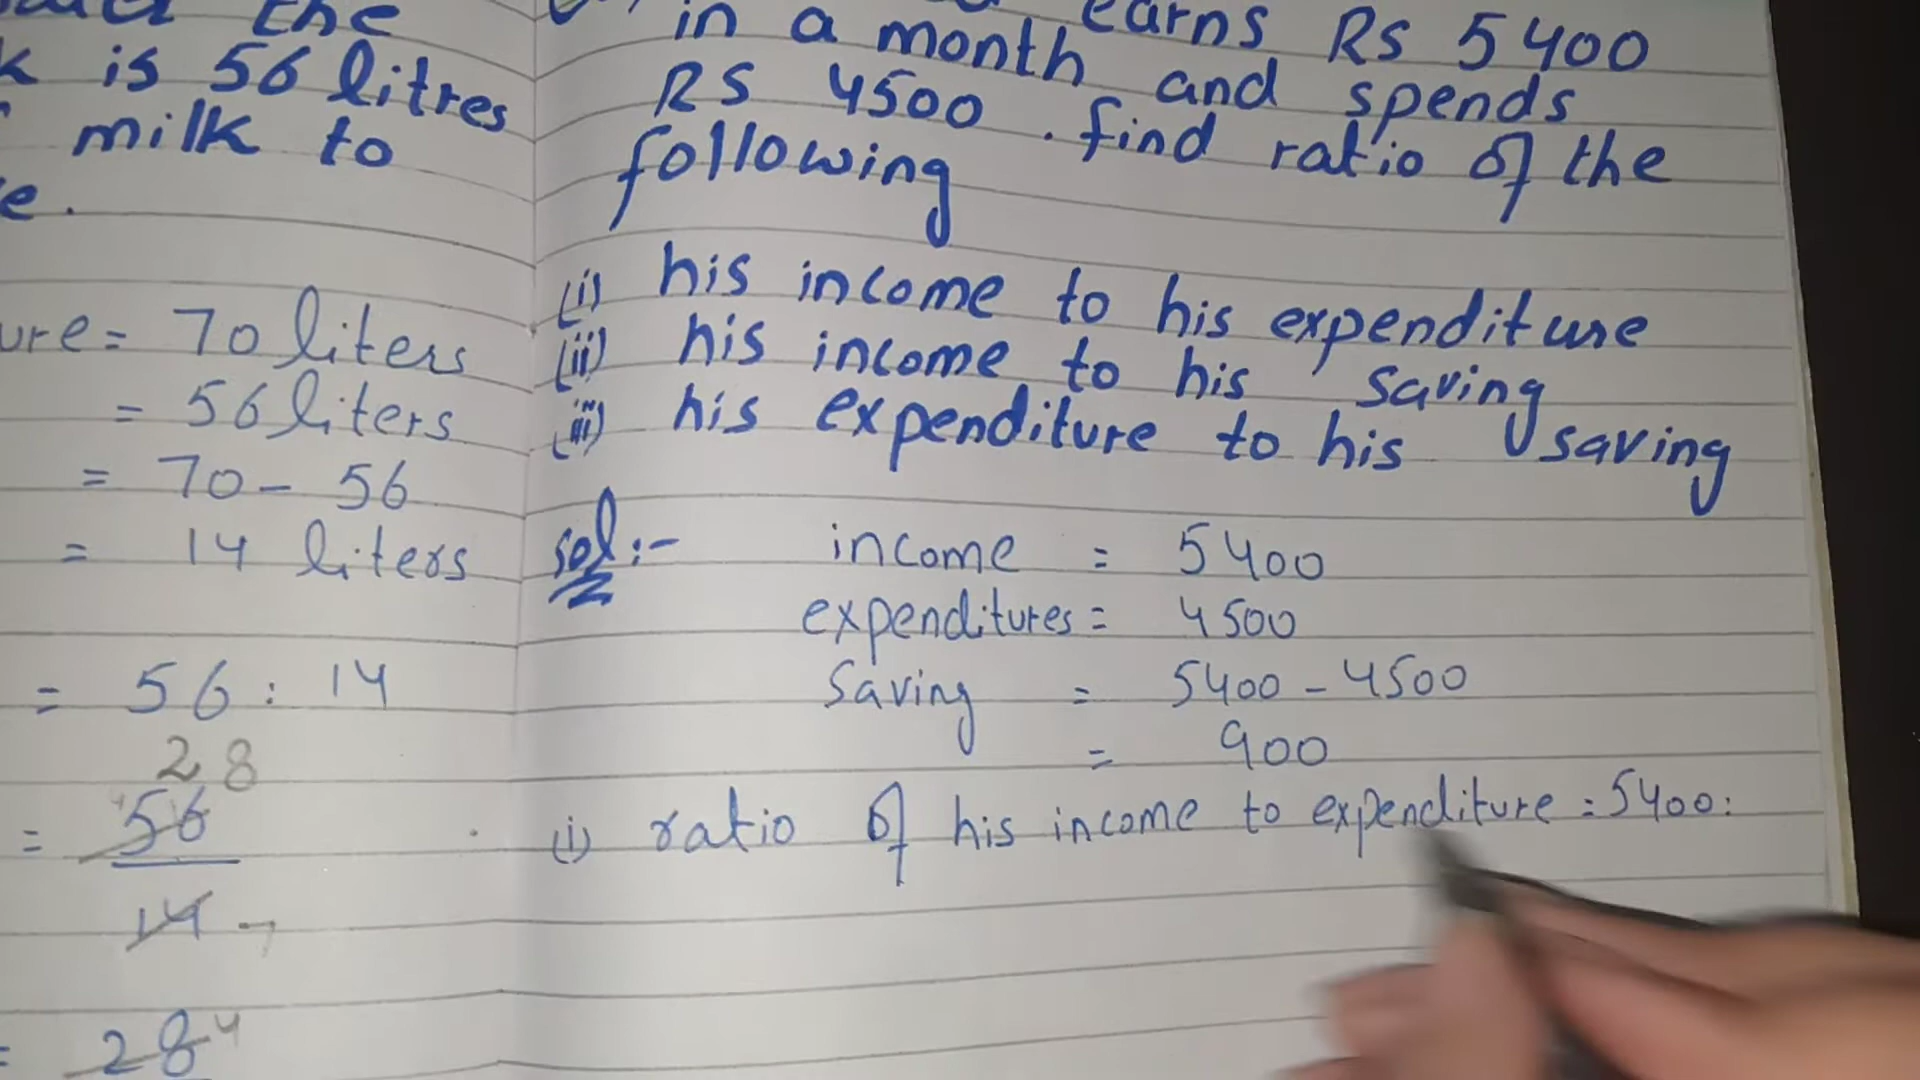 the
is 56 litres
milk to
= 70 liters
= 56 liters
= 70 - 56
= 14 liters
= 56 : 14
28
= 56
14 7
= 28 4
earns Rs 5400
in a month and spends
RS 4500 . find ratio of the
following
(i) his income to his expenditure
(ii) his income to his saving
(iii) his expenditure to his saving
sol:- income = 5400
expenditures = 4500
Saving = 5400 - 4500
= 900
(i) ratio of his income to expenditure = 5400: